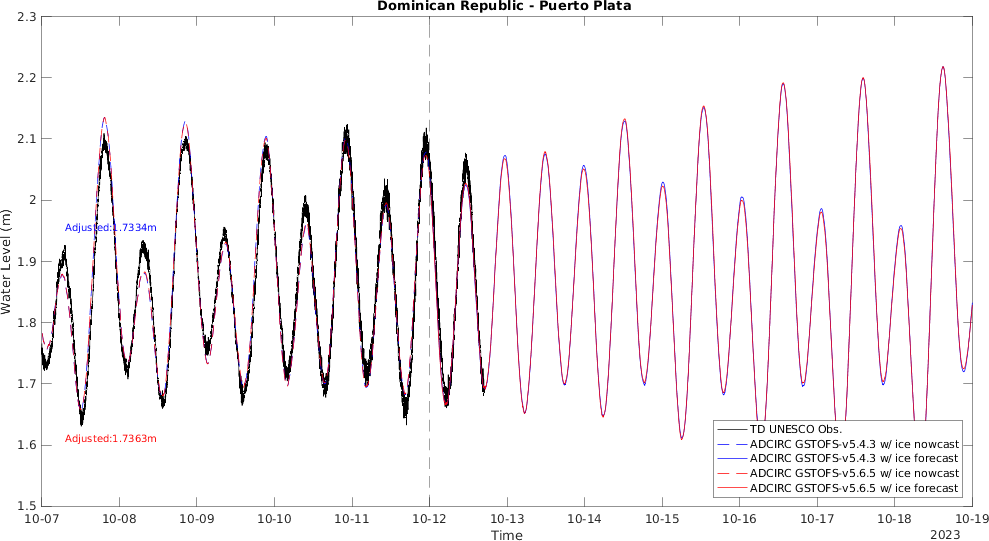 Dominican Republic - Puerto Plata
2.3
2.2
2.1
2
1.9
1.8
1.7
1.6
1.5
Water Level (m)
Adjusted:1.7334m
Adjusted:1.7363m
TD UNESCO Obs.
ADCIRC GSTOFS-v5.4.3 w/ ice nowcast
ADCIRC GSTOFS-v5.4.3 w/ ice forecast
ADCIRC GSTOFS-v5.6.5 w/ ice nowcast
ADCIRC GSTOFS-v5.6.5 w/ ice forecast
10-07 10-08 10-09 10-10 10-11 10-12 10-13 10-14 10-15 10-16 10-17 10-18 10-19
Time
2023